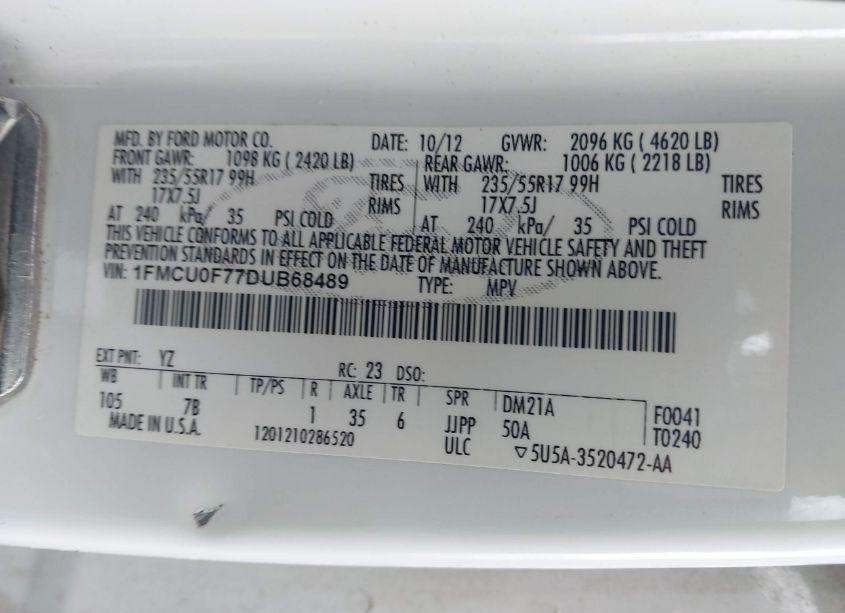 MFD. BY FORD MOTOR CO. DATE: 10/12 GVWR: 2096 KG ( 4620 LB)
FRONT GAWR: 1098 KG ( 2420 LB) REAR GAWR: 1006 KG ( 2218 LB)
WITH 235/55R17 99H TIRES WITH 235/55R17 99H TIRES
17X7.5J RIMS 17X7.5J RIMS
AT 240 kPa/ 35 PSI COLD AT 240 kPa/ 35 PSI COLD
THIS VEHICLE CONFORMS TO ALL APPLICABLE FEDERAL MOTOR VEHICLE SAFETY AND THEFT
PREVENTION STANDARDS IN EFFECT ON THE DATE OF MANUFACTURE SHOWN ABOVE.
VIN: 1FMCU0F77DUB68489 TYPE: MPV
EXT PNT: YZ RC: 23 DSO:
WB INT TR TP/PS R AXLE TR SPR DM21A F0041
105 7B 1 35 6 JJPP 50A T0240
MADE IN U.S.A. 1201210286520 ULC ▽5U5A-3520472-AA